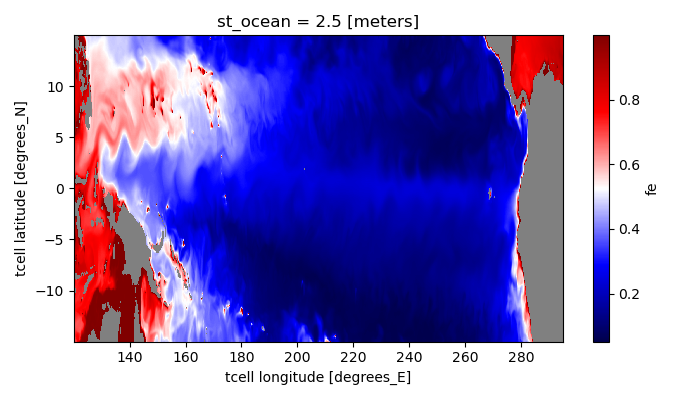 st_ocean = 2.5 [meters]
10
5
0
−5
−10
tcell latitude [degrees_N]
140 160 180 200 220 240 260 280
tcell longitude [degrees_E]
0.8
0.6
0.4
0.2
fe